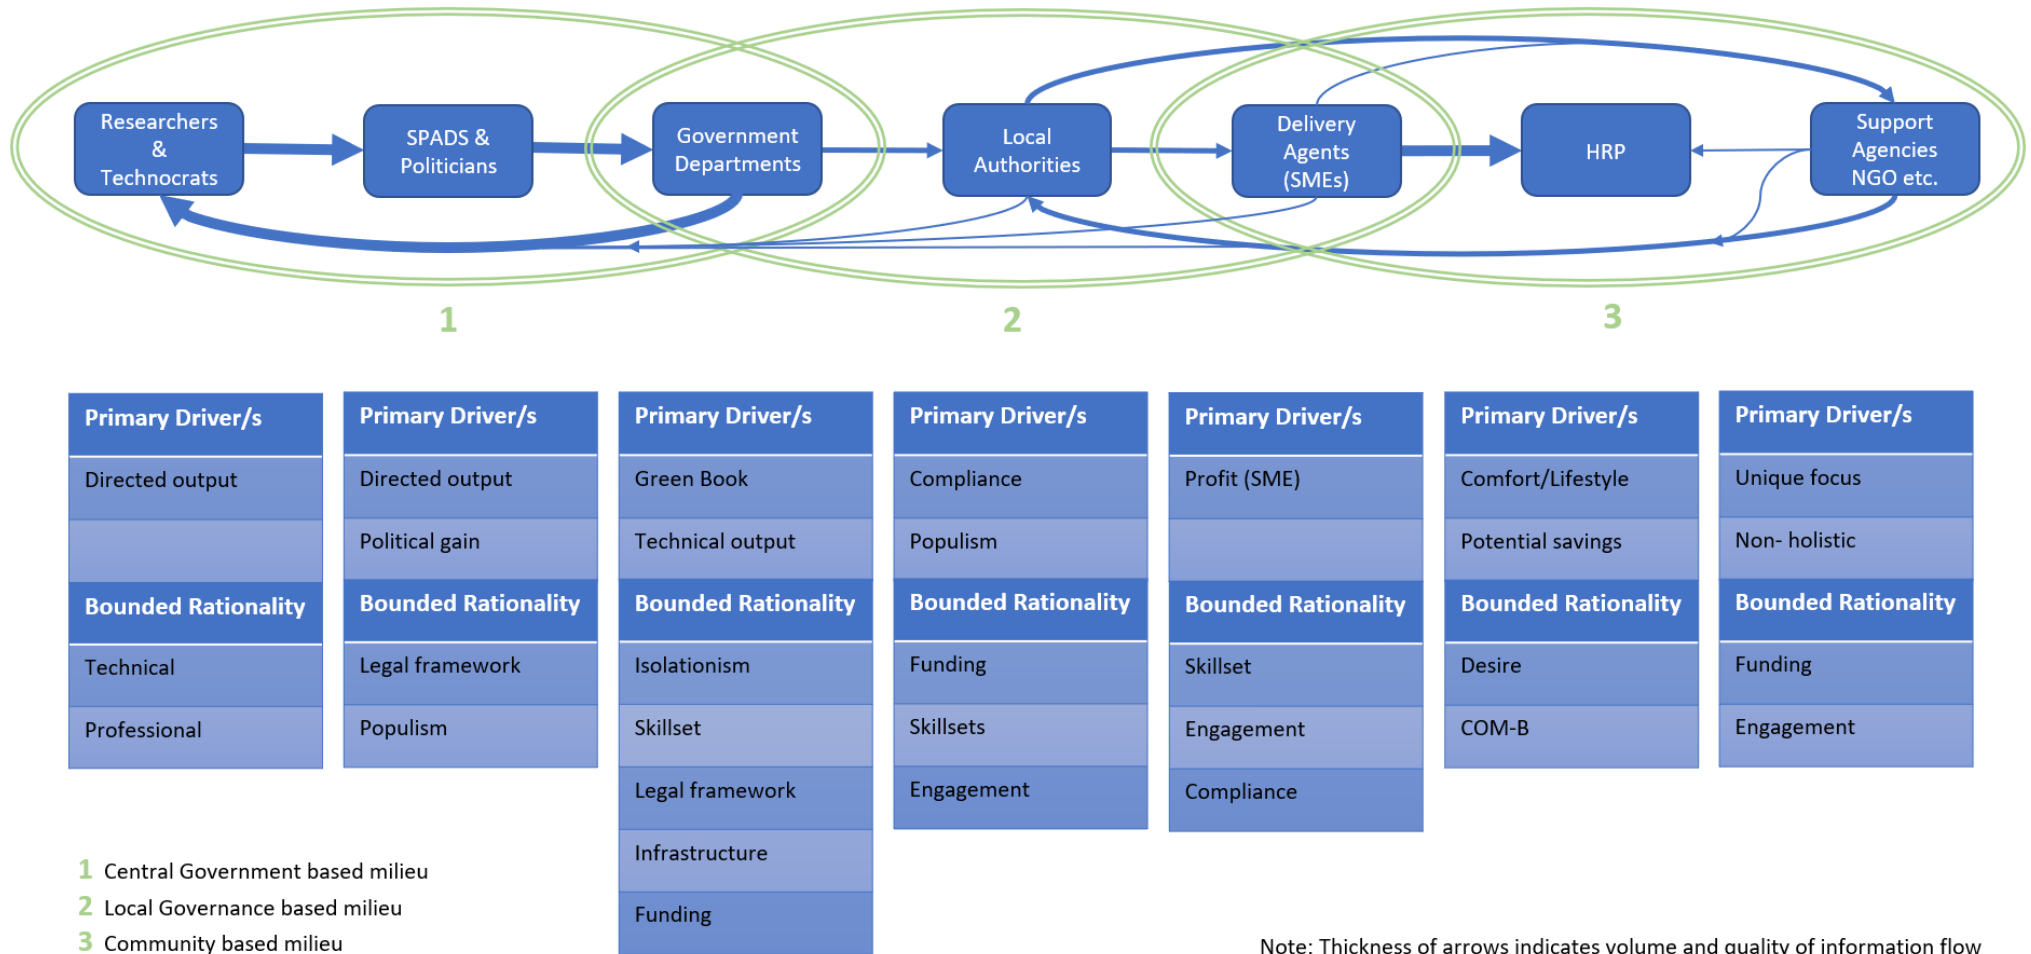 Researchers
&
Technocrats
SPADS &
Politicians
Government
Departments
Local
Authorities
Delivery
Agents
(SMEs)
HRP
Support
Agencies
NGO etc.
1
2
3
Primary Driver/s
Directed output
Bounded Rationality
Technical
Professional
Primary Driver/s
Directed output
Political gain
Bounded Rationality
Legal framework
Populism
Primary Driver/s
Green Book
Technical output
Bounded Rationality
Isolationism
Skillset
Legal framework
Infrastructure
Funding
Primary Driver/s
Compliance
Populism
Bounded Rationality
Funding
Skillsets
Engagement
Primary Driver/s
Profit (SME)
Bounded Rationality
Skillset
Engagement
Compliance
Primary Driver/s
Comfort/Lifestyle
Potential savings
Bounded Rationality
Desire
COM-B
Primary Driver/s
Unique focus
Non- holistic
Bounded Rationality
Funding
Engagement
1 Central Government based milieu
2 Local Governance based milieu
3 Community based milieu
Note: Thickness of arrows indicates volume and quality of information flow